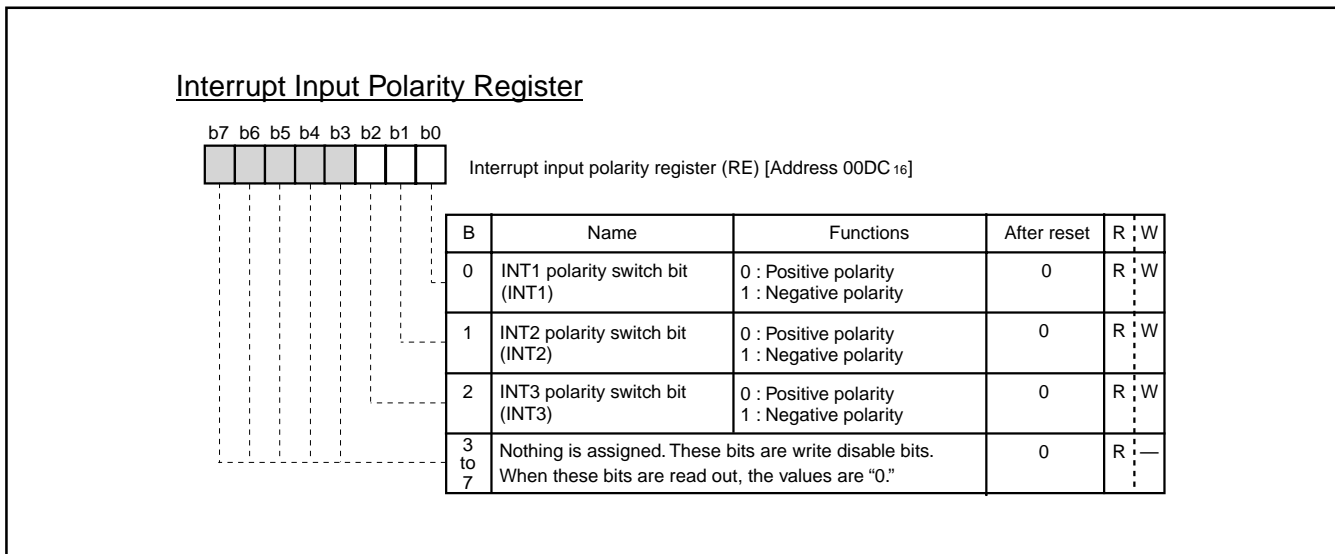 Interrupt Input Polarity Register
b7 b6 b5 b4 b3 b2 b1 b0
Interrupt input polarity register (RE) [Address 00DC 16]
B Name Functions After reset R W
0 INT1 polarity switch bit (INT1) 0 : Positive polarity 1 : Negative polarity 0 R W
1 INT2 polarity switch bit (INT2) 0 : Positive polarity 1 : Negative polarity 0 R W
2 INT3 polarity switch bit (INT3) 0 : Positive polarity 1 : Negative polarity 0 R W
3 to 7 Nothing is assigned. These bits are write disable bits. When these bits are read out, the values are “0.” 0 R —